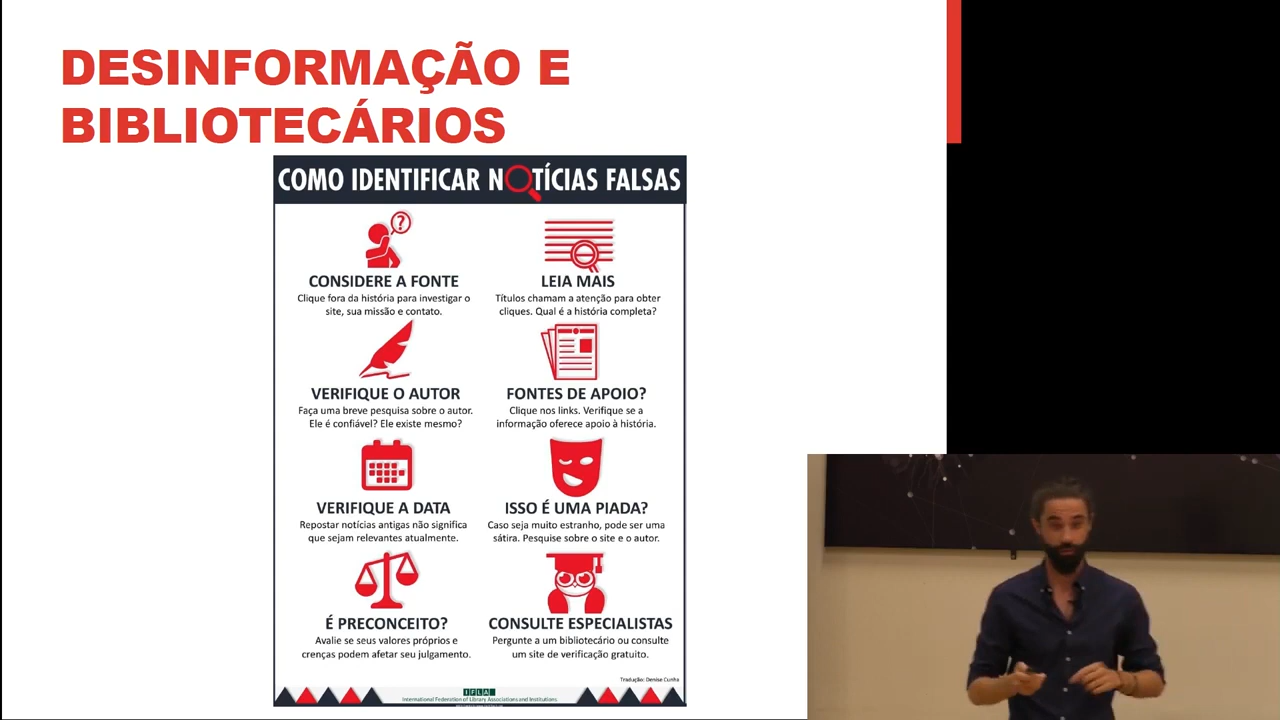 DESINFORMAÇÃO E
BIBLIOTECÁRIOS
COMO IDENTIFICAR NOTÍCIAS FALSAS
?
CONSIDERE A FONTE
Clique fora da história para investigar o
site, sua missão e contato.
LEIA MAIS
Títulos chamam a atenção para obter
cliques. Qual é a história completa?
VERIFIQUE O AUTOR
Faça uma breve pesquisa sobre o autor.
Ele é confiável? Ele existe mesmo?
FONTES DE APOIO?
Clique nos links. Verifique se a
informação oferece apoio à história.
VERIFIQUE A DATA
Repostar notícias antigas não significa
que sejam relevantes atualmente.
ISSO É UMA PIADA?
Caso seja muito estranho, pode ser uma
sátira. Pesquise sobre o site e o autor.
É PRECONCEITO?
Avalie se seus valores próprios e
crenças podem afetar seu julgamento.
CONSULTE ESPECIALISTAS
Pergunte a um bibliotecário ou consulte
um site de verificação gratuito.
Tradução: Denise Cunha
IFLA
International Federation of Library Associations and Institutions